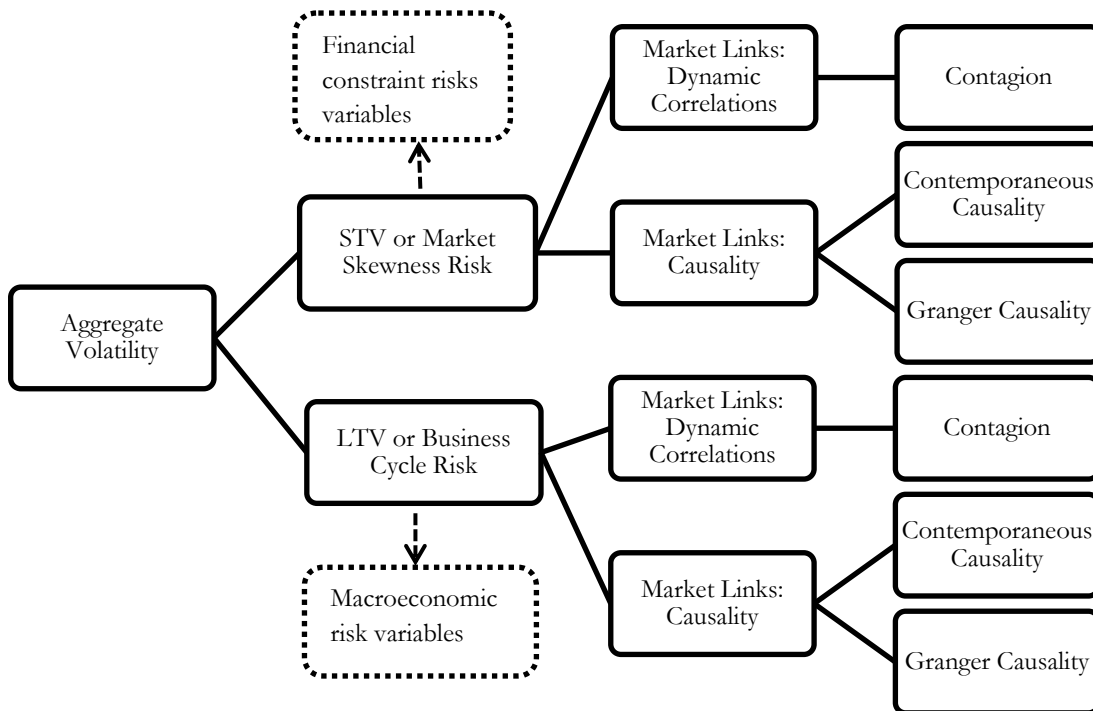 Financial
constraint risks
variables
Market Links:
Dynamic
Correlations
Contagion
Contemporaneous
Causality
STV or Market
Skewness Risk
Market Links:
Causality
Granger Causality
Aggregate
Volatility
LTV or Business
Cycle Risk
Market Links:
Dynamic
Correlations
Contagion
Contemporaneous
Causality
Macroeconomic
risk variables
Market Links:
Causality
Granger Causality